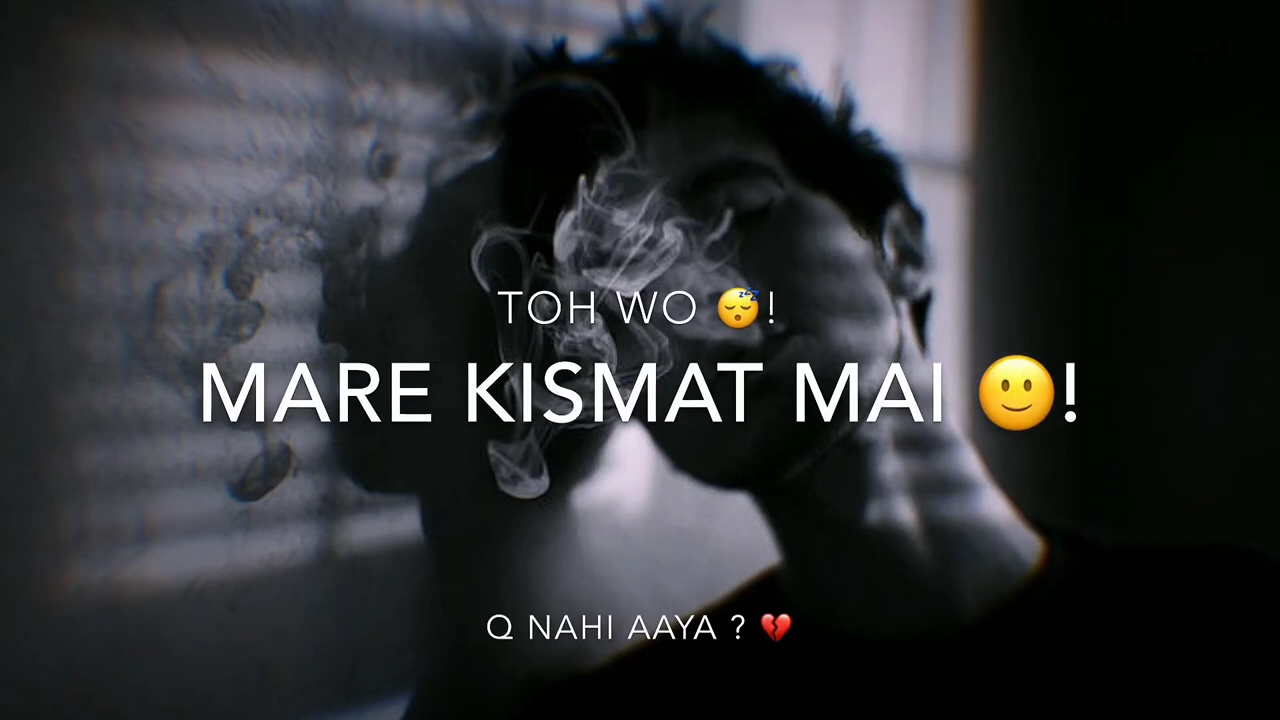 TOH WO 😴!
MARE KISMAT MAI 🙂!
Q NAHI AAYA ? 💔